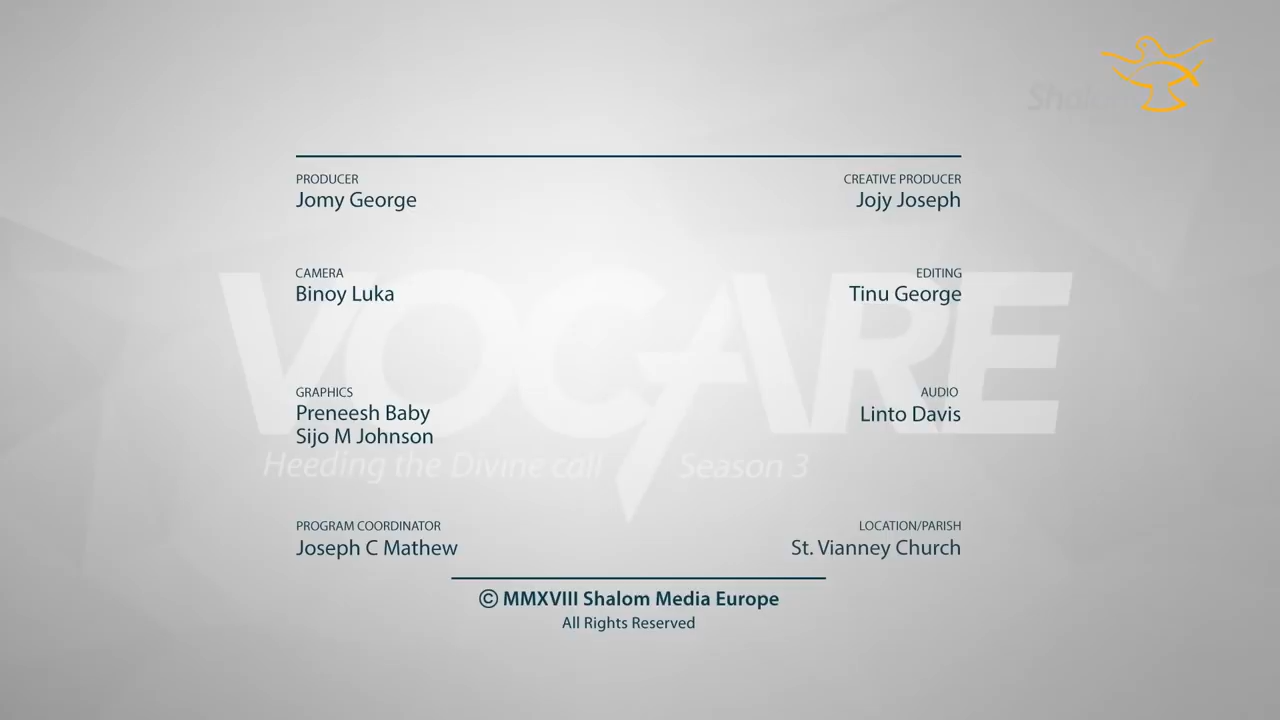 Shalom
PRODUCER
Jomy George
CREATIVE PRODUCER
Jojy Joseph
CAMERA
Binoy Luka
EDITING
Tinu George
VOCARE
GRAPHICS
Preneesh Baby
Sijo M Johnson
AUDIO
Linto Davis
Heeding the Divine call Season 3
PROGRAM COORDINATOR
Joseph C Mathew
LOCATION/PARISH
St. Vianney Church
© MMXVIII Shalom Media Europe
All Rights Reserved